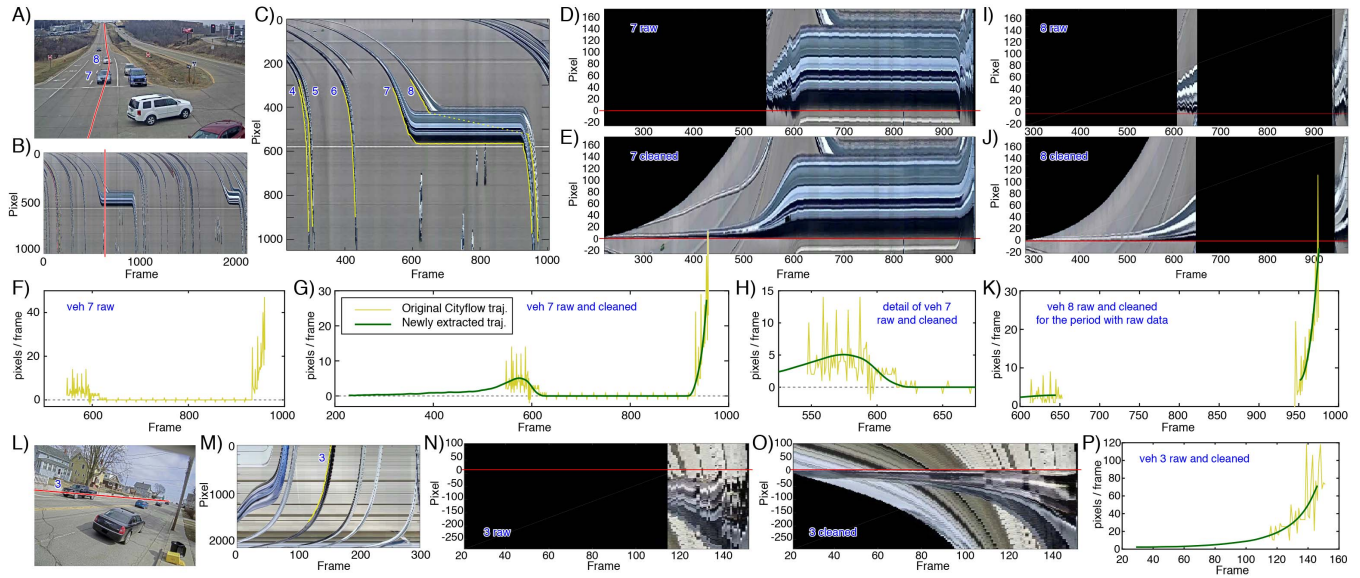 A)
8
7
B)
Pixel
0
500
1000
0 1000 2000
Frame
C)
Pixel
0
200
400
600
800
1000
4 5 6 7 8
400 600 800 1000
Frame
D)
7 raw
Pixel
160
140
120
100
80
60
40
20
0
-20
300 400 500 600 700 800 900
E)
7 cleaned
Pixel
160
140
120
100
80
60
40
20
0
-20
300 400 500 600 700 800 900
Frame
I)
8 raw
Pixel
160
140
120
100
80
60
40
20
0
-20
300 400 500 600 700 800 900
J)
8 cleaned
Pixel
160
140
120
100
80
60
40
20
0
-20
300 400 500 600 700 800 900
Frame
F)
veh 7 raw
pixels / frame
40
20
0
600 800 1000
Frame
G)
Original Cityflow traj.
Newly extracted traj.
veh 7 raw and cleaned
pixels / frame
30
20
10
0
200 400 600 800 1000
Frame
H)
detail of veh 7
raw and cleaned
pixels / frame
15
10
5
0
550 600 650
Frame
K)
veh 8 raw and cleaned
for the period with raw data
pixels / frame
30
20
10
0
600 650 700 750 800 850 900 950 1000
Frame
L)
3
M)
3
Pixel
0
1000
2000
0 100 200 300
Frame
N)
3 raw
Pixel
100
50
0
-50
-100
-150
-200
-250
20 40 60 80 100 120 140
Frame
O)
3 cleaned
Pixel
100
50
0
-50
-100
-150
-200
-250
20 40 60 80 100 120 140
Frame
P)
veh 3 raw and cleaned
pixels / frame
120
100
80
60
40
20
0
20 40 60 80 100 120 140 160
Frame